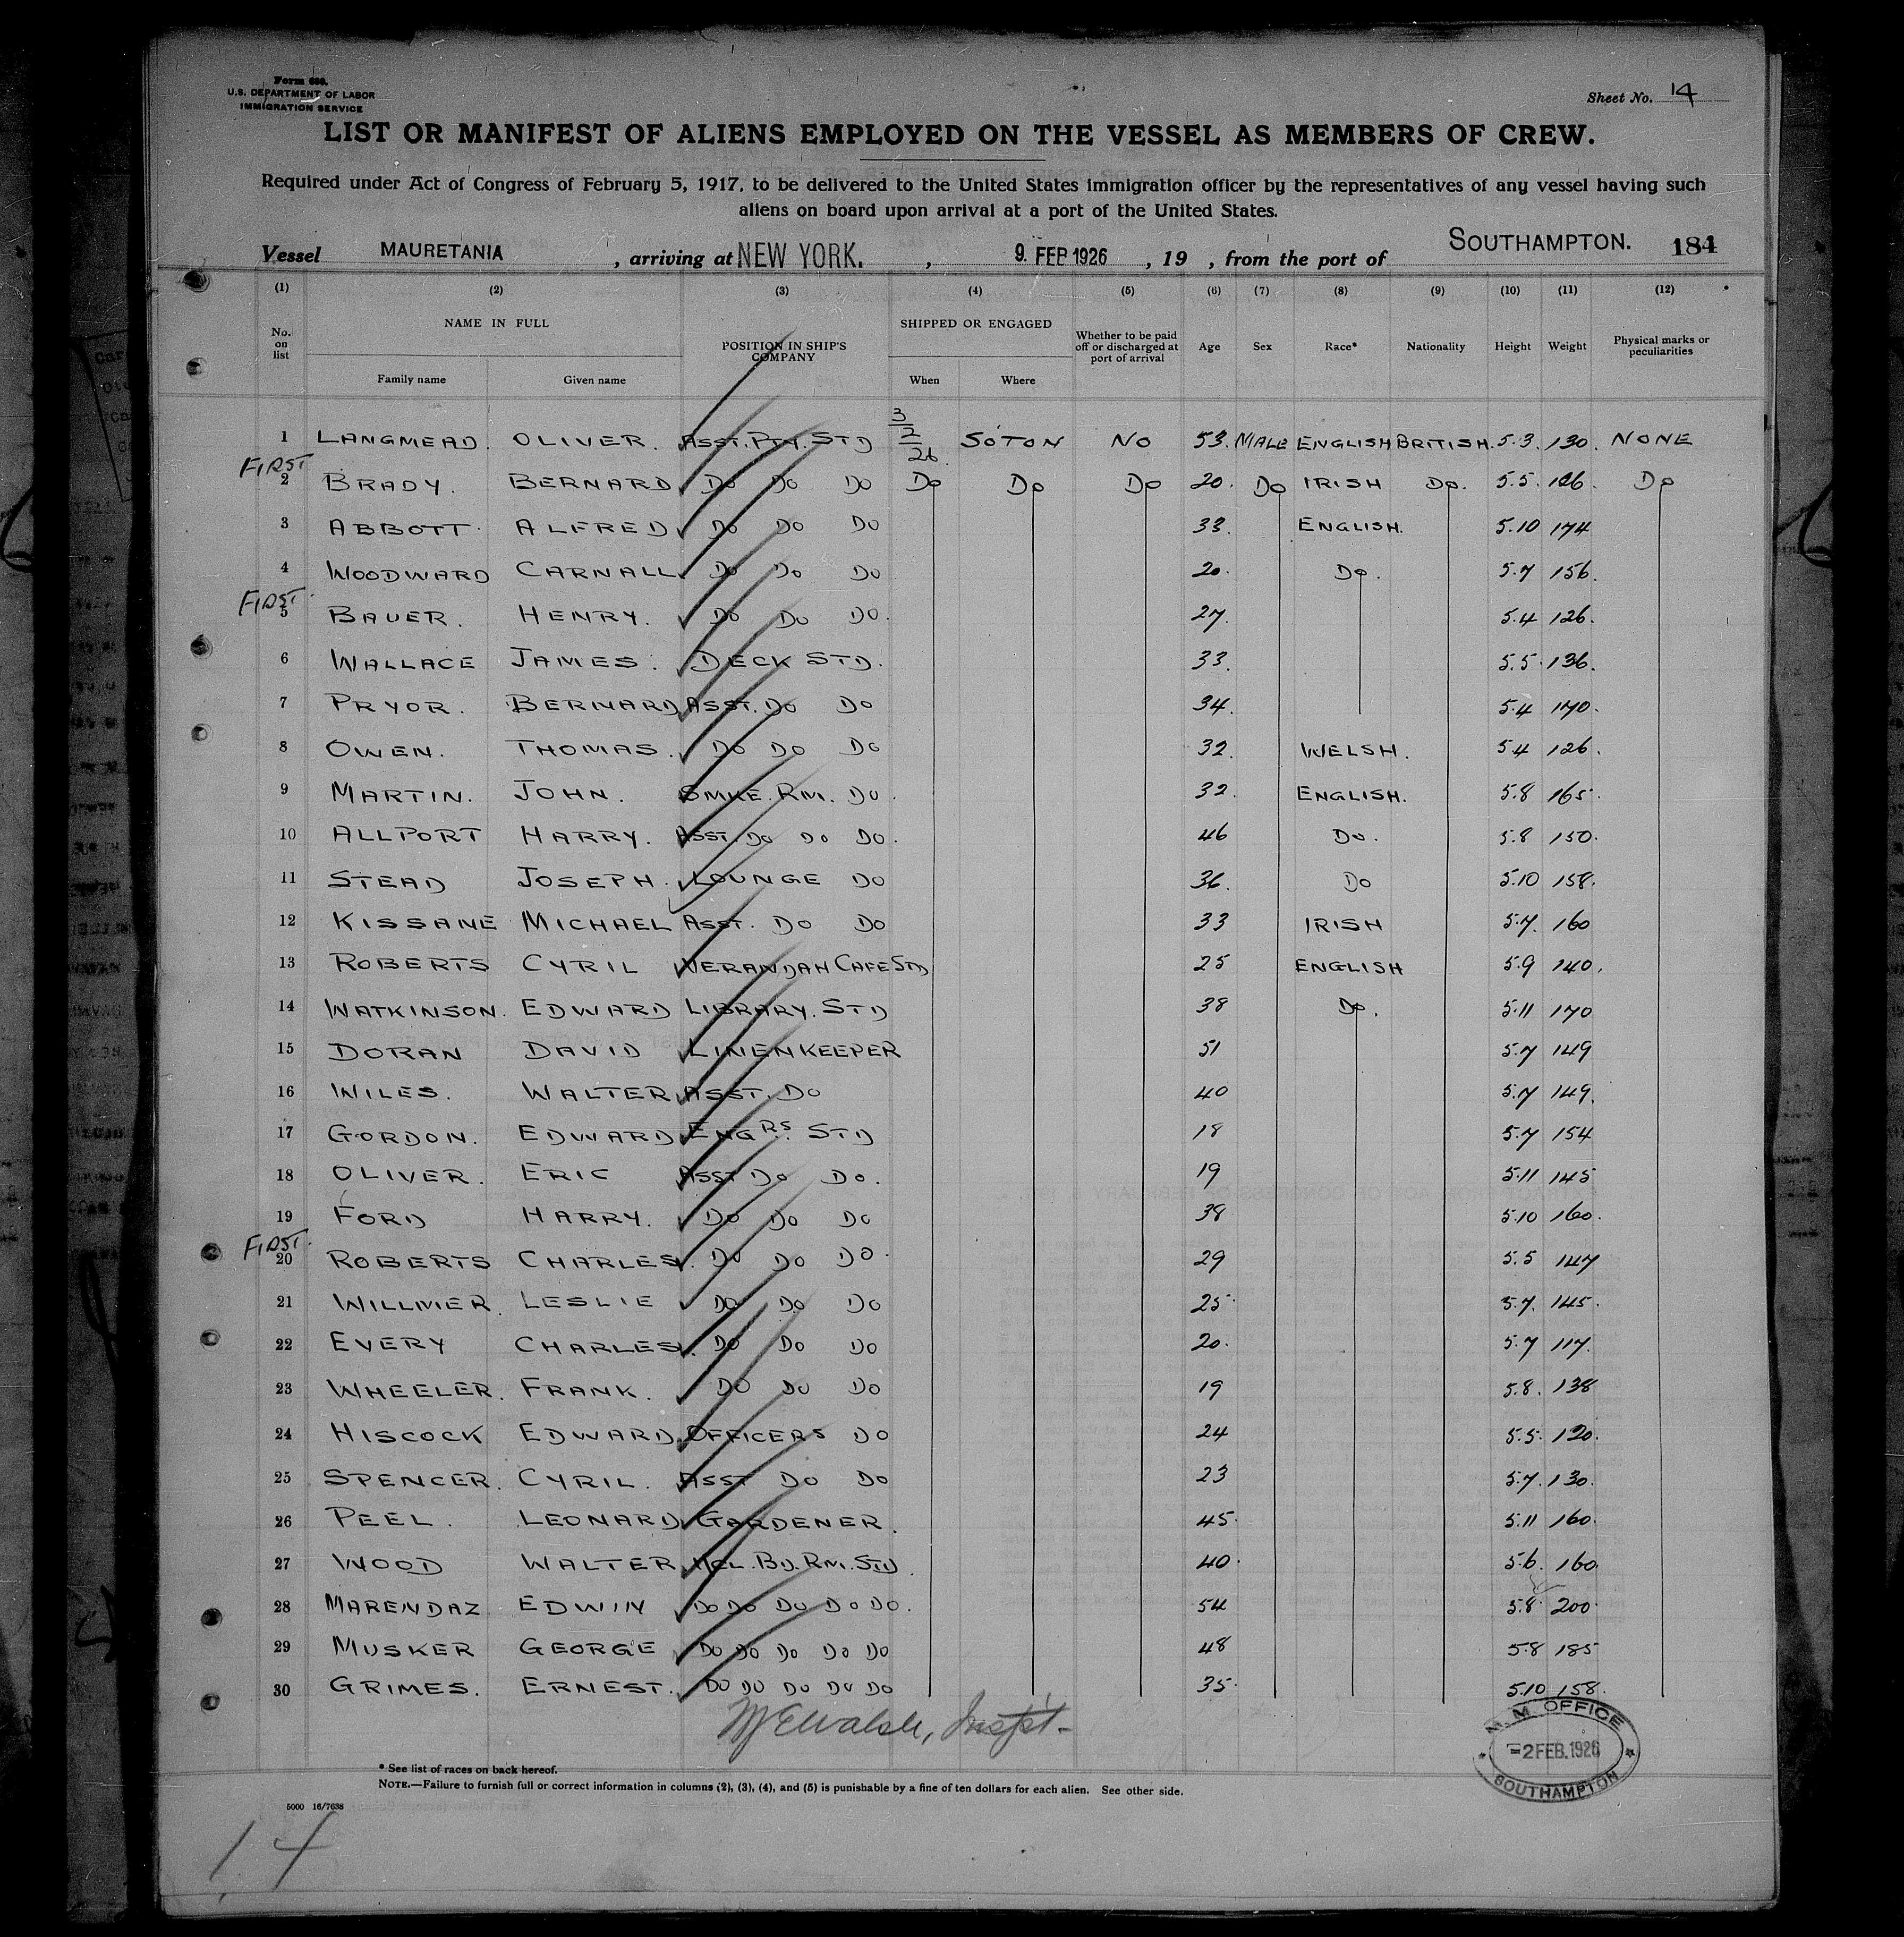 Form 680.
U.S. DEPARTMENT OF LABOR
IMMIGRATION SERVICE
Sheet No. 14
LIST OR MANIFEST OF ALIENS EMPLOYED ON THE VESSEL AS MEMBERS OF CREW.
Required under Act of Congress of February 5, 1917, to be delivered to the United States immigration officer by the representatives of any vessel having such
aliens on board upon arrival at a port of the United States.
Vessel MAURETANIA , arriving at NEW YORK. , 9. FEB 1926 , 19 , from the port of SOUTHAMPTON. 184
(1) (2) (3) (4) (5) (6) (7) (8) (9) (10) (11) (12)
No. on list NAME IN FULL POSITION IN SHIP'S COMPANY SHIPPED OR ENGAGED Whether to be paid off or discharged at port of arrival Age Sex Race* Nationality Height Weight Physical marks or peculiarities
Family name Given name When Where
1 LANGMEAD. OLIVER. ASST. PTY. STD 3/2/26. SOTON NO 53. MALE ENGLISH BRITISH. 5.3. 130. NONE
FIRST
2 BRADY. BERNARD DO DO DO DO DO DO 20. DO IRISH DO. 5.5. 126. DO
3 ABBOTT ALFRED DO DO DO 33. ENGLISH. 5.10 174
4 WOODWARD CARNALL DO DO DO 20. DO. 5.7 156.
FIRST.
5 BAUER. HENRY. DO DO DO. 27. 5.4 126.
6 WALLACE JAMES. DECK STD. 33. 5.5. 136.
7 PRYOR. BERNARD ASST. DO DO 34. 5.4 170.
8 OWEN. THOMAS. DO DO DO 32. WELSH. 5.4 126.
9 MARTIN. JOHN. SMKE. RM. DO. 32. ENGLISH. 5.8 165.
10 ALLPORT HARRY. ASST. DO DO DO. 46 DO. 5.8 150.
11 STEAD JOSEPH. LOUNGE DO 36. DO 5.10 158.
12 KISSANE MICHAEL ASST. DO DO 33 IRISH 5.7. 160
13 ROBERTS CYRIL VERANDAH CAFE STD 25 ENGLISH 5.9 140.
14 WATKINSON. EDWARD LIBRARY. STD 38 DO. 5.11 170
15 DORAN DAVID LINENKEEPER 51 5.7 149
16 WILES. WALTER ASST. DO 40 5.7 149.
17 GORDON. EDWARD ENGRS. STD 18 5.7 154
18 OLIVER. ERIC ASST DO DO. 19 5.11 145
19 FORD HARRY. DO DO DO 38 5.10 160.
FIRST.
20 ROBERTS CHARLES. DO DO DO. 29 5.5 147
21 WILLMER. LESLIE DO DO DO 25. 5.7. 145.
22 EVERY CHARLES. DO DO DO 20. 5.7 117.
23 WHEELER. FRANK. DO DO DO 19 5.8. 138
24 HISCOCK EDWARD. OFFICERS DO 24 5.5. 120.
25 SPENCER. CYRIL. ASST DO DO 23 5.7. 130.
26 PEEL. LEONARD GARDENER. 45. 5.11 160.
27 WOOD WALTER BD. RM. STD. 40. 5.6. 160.
28 MARENDAZ EDWIN DO DO DO DO DO. 54 5.8. 200.
29 MUSKER GEORGE DO DO DO DO DO 48 5.8 185
30 GRIMES. ERNEST. DO DO DO DO DO 35. 5.10 158.
Walsh, Inspt.
M. M. OFFICE
2 FEB. 1926
SOUTHAMPTON
* See list of races on back hereof.
NOTE.—Failure to furnish full or correct information in columns (2), (3), (4), and (5) is punishable by a fine of ten dollars for each alien. See other side.
5000 16/7638
14